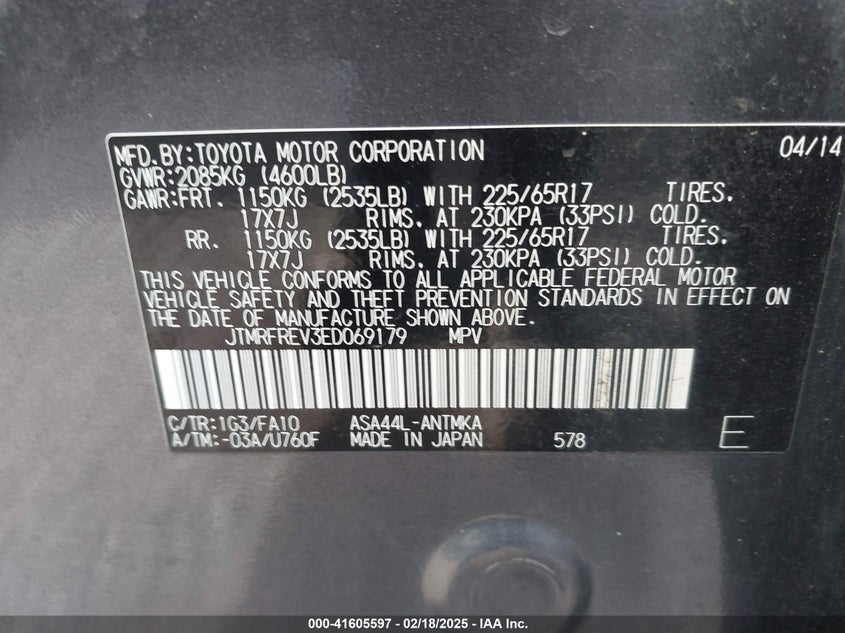 MFD.BY:TOYOTA MOTOR CORPORATION 04/14
GVWR:2085KG (4600LB)
GAWR:FRT. 1150KG (2535LB) WITH 225/65R17 TIRES.
17X7J RIMS. AT 230KPA (33PSI) COLD.
RR. 1150KG (2535LB) WITH 225/65R17 TIRES.
17X7J RIMS. AT 230KPA (33PSI) COLD.
THIS VEHICLE CONFORMS TO ALL APPLICABLE FEDERAL MOTOR
VEHICLE SAFETY AND THEFT PREVENTION STANDARDS IN EFFECT ON
THE DATE OF MANUFACTURE SHOWN ABOVE.
JTMRFREV3ED069179 MPV
C/TR:1G3/FA10 ASA44L-ANTMKA
A/TM:-03A/U760F MADE IN JAPAN 578 E
000-41605597 - 02/18/2025 - IAA Inc.